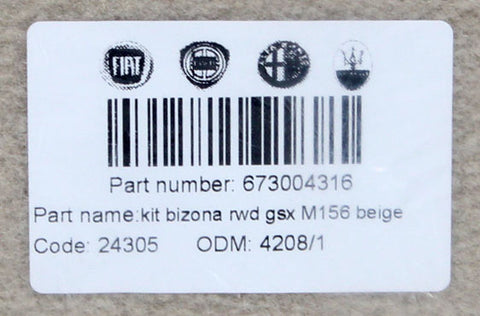 FIAT
Part number: 673004316
Part name:kit bizona rwd gsx M156 beige
Code: 24305 ODM: 4208/1